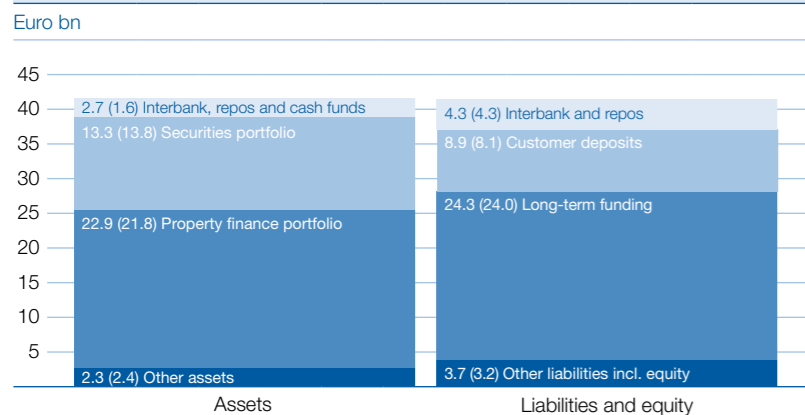 Euro bn
45
40
35
30
25
20
15
10
5
2.7 (1.6) Interbank, repos and cash funds
13.3 (13.8) Securities portfolio
22.9 (21.8) Property finance portfolio
2.3 (2.4) Other assets
4.3 (4.3) Interbank and repos
8.9 (8.1) Customer deposits
24.3 (24.0) Long-term funding
3.7 (3.2) Other liabilities incl. equity
Assets
Liabilities and equity